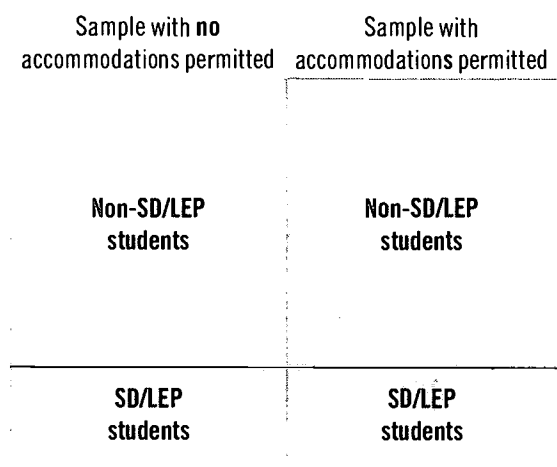 Sample with no
accommodations permitted
Sample with
accommodations permitted
Non-SD/LEP
students
Non-SD/LEP
students
SD/LEP
students
SD/LEP
students